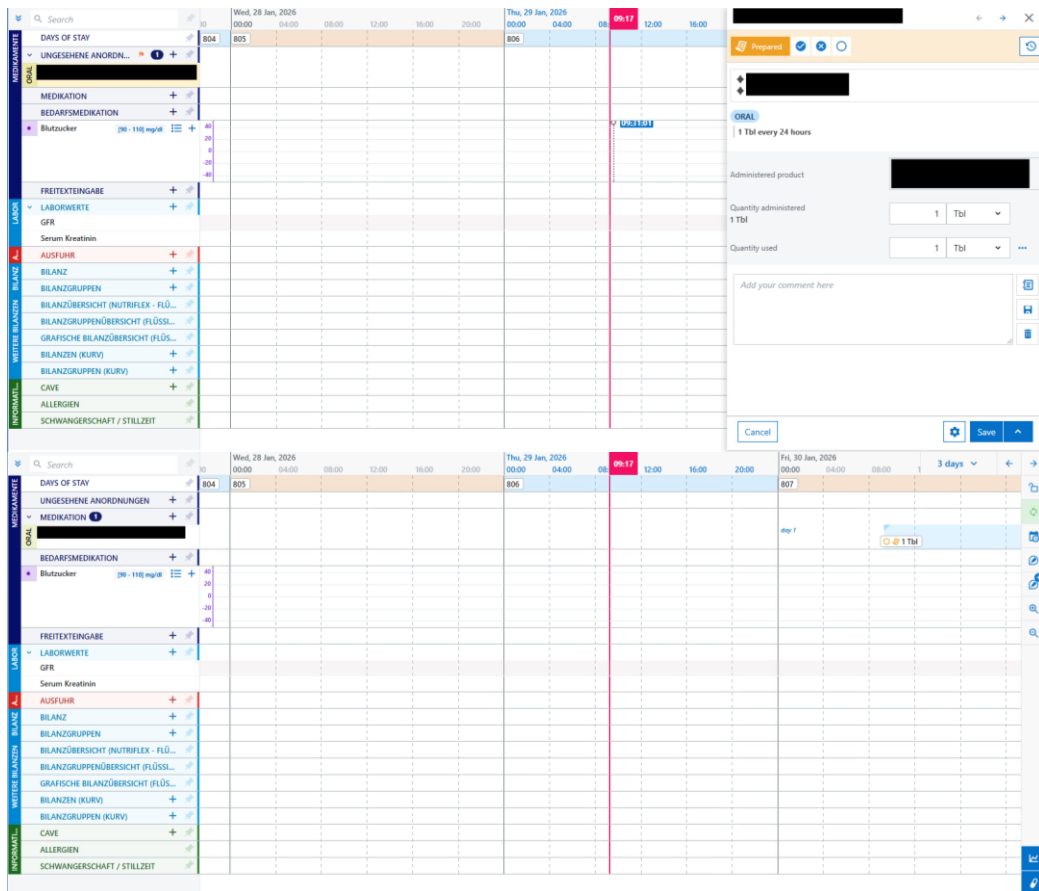 Search
Wed, 28 Jan, 2026
Thu, 29 Jan, 2026
00:00 04:00 08:00 12:00 16:00 20:00 00:00 04:00 09:17 12:00 16:00
DAYS OF STAY 804 805 806
MEDIKAMENTE
UNGESEHENE ANORDN... 1
ORAL
MEDIKATION
BEDARFSMEDIKATION
Blutzucker [90 - 110] mg/dl
40
20
0
-20
-40
FREITEXTEINGABE
LABOR
LABORWERTE
GFR
Serum Kreatinin
A...
AUSFUHR
BILANZ
BILANZ
BILANZGRUPPEN
WEITERE BILANZEN
BILANZÜBERSICHT (NUTRIFLEX - FLÜ...
BILANZGRUPPENÜBERSICHT (FLÜSSI...
GRAFISCHE BILANZÜBERSICHT (FLÜS...
BILANZEN (KURV)
BILANZGRUPPEN (KURV)
INFORMATI...
CAVE
ALLERGIEN
SCHWANGERSCHAFT / STILLZEIT
Prepared
ORAL
1 Tbl every 24 hours
Administered product
Quantity administered
1 Tbl
1 Tbl
Quantity used
1 Tbl
Add your comment here
Cancel
Save
Search
Wed, 28 Jan, 2026
Thu, 29 Jan, 2026
Fri, 30 Jan, 2026
3 days
00:00 04:00 08:00 12:00 16:00 20:00 00:00 04:00 09:17 12:00 16:00 20:00 00:00 04:00 08:00
DAYS OF STAY 804 805 806 807
MEDIKAMENTE
UNGESEHENE ANORDNUNGEN
MEDIKATION 1
ORAL
day 1
1 Tbl
BEDARFSMEDIKATION
Blutzucker [90 - 110] mg/dl
40
20
0
-20
-40
FREITEXTEINGABE
LABOR
LABORWERTE
GFR
Serum Kreatinin
A...
AUSFUHR
BILANZ
BILANZ
BILANZGRUPPEN
WEITERE BILANZEN
BILANZÜBERSICHT (NUTRIFLEX - FLÜ...
BILANZGRUPPENÜBERSICHT (FLÜSSI...
GRAFISCHE BILANZÜBERSICHT (FLÜS...
BILANZEN (KURV)
BILANZGRUPPEN (KURV)
INFORMATI...
CAVE
ALLERGIEN
SCHWANGERSCHAFT / STILLZEIT